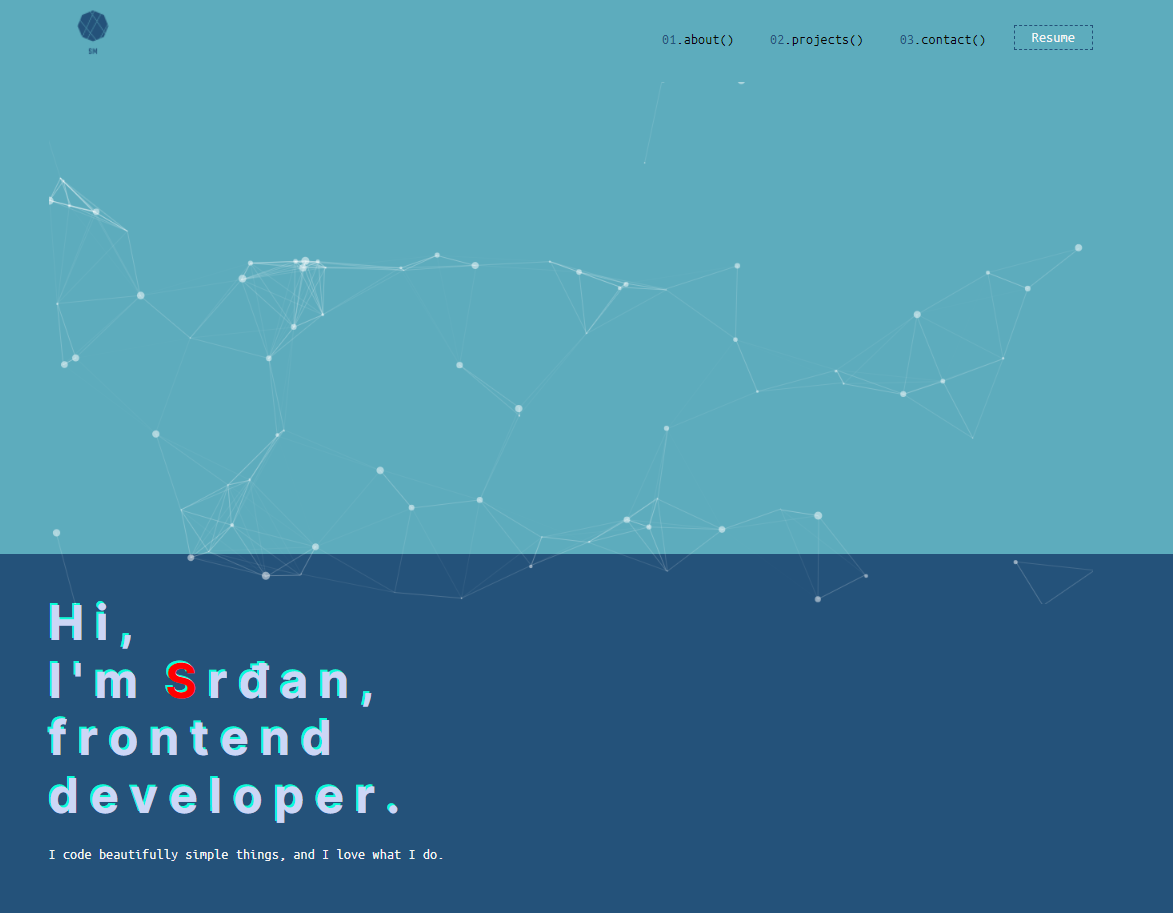 SM
01.about()
02.projects()
03.contact()
Resume
Hi,
I'm Srđan,
frontend
developer.
I code beautifully simple things, and I love what I do.